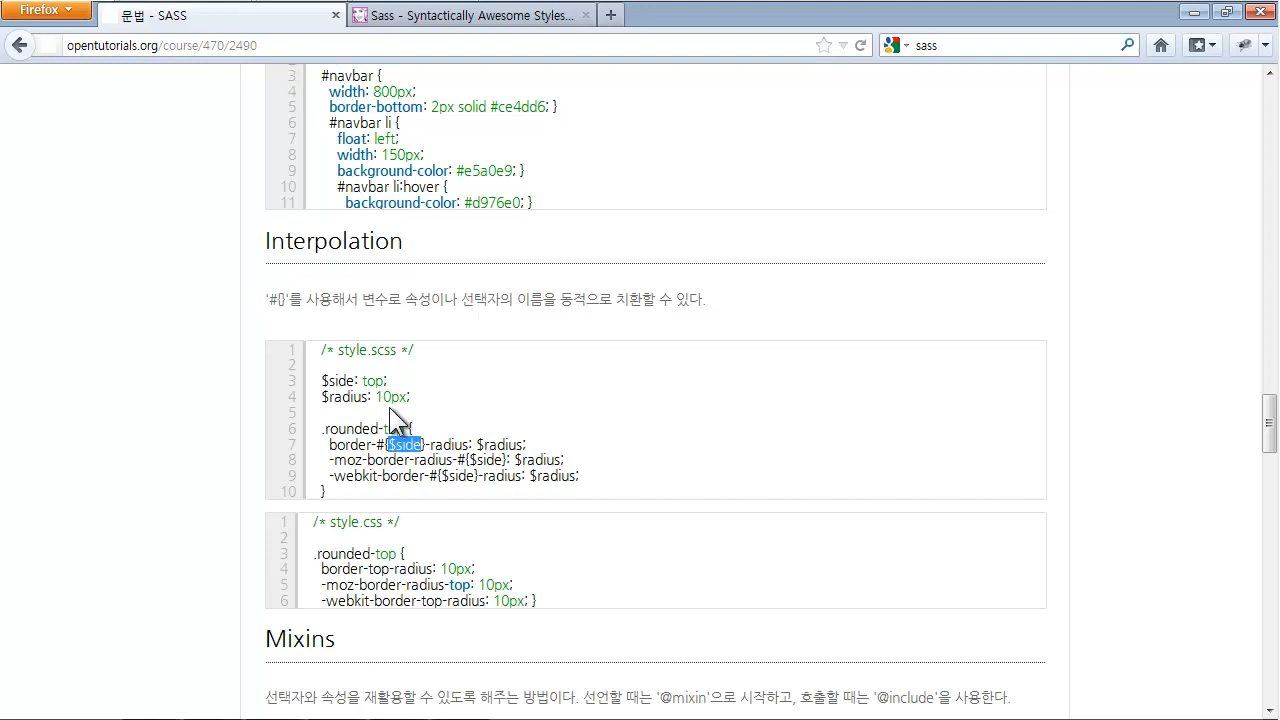 Firefox
문법 - SASS
Sass - Syntactically Awesome Styles...
opentutorials.org/course/470/2490
sass
3 #navbar {
4 width: 800px;
5 border-bottom: 2px solid #ce4dd6; }
6 #navbar li {
7 float: left;
8 width: 150px;
9 background-color: #e5a0e9; }
10 #navbar li:hover {
11 background-color: #d976e0; }
Interpolation
'#{}'를 사용해서 변수로 속성이나 선택자의 이름을 동적으로 치환할 수 있다.
1 /* style.scss */
2
3 $side: top;
4 $radius: 10px;
5
6 .rounded-t {
7 border-#{$side}-radius: $radius;
8 -moz-border-radius-#{$side}: $radius;
9 -webkit-border-#{$side}-radius: $radius;
10 }
1 /* style.css */
2
3 .rounded-top {
4 border-top-radius: 10px;
5 -moz-border-radius-top: 10px;
6 -webkit-border-top-radius: 10px; }
Mixins
선택자와 속성을 재활용할 수 있도록 해주는 방법이다. 선언할 때는 '@mixin'으로 시작하고, 호출할 때는 '@include'을 사용한다.